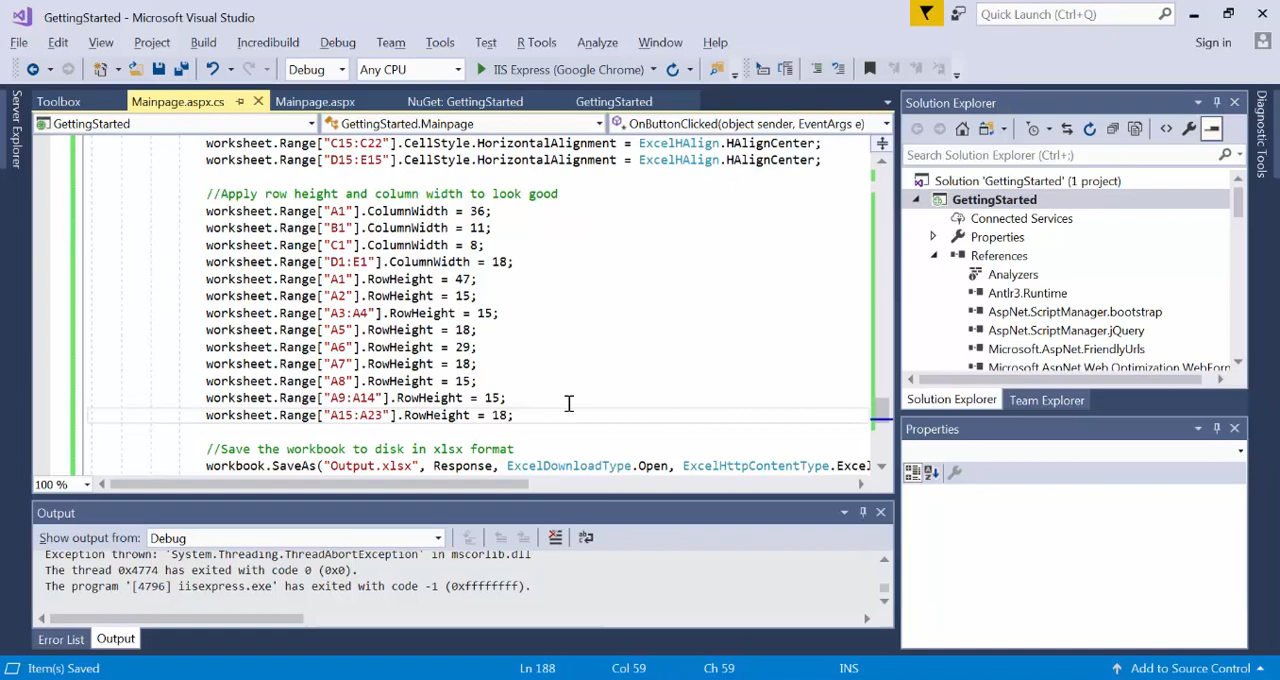 GettingStarted - Microsoft Visual Studio
Quick Launch (Ctrl+Q)
File Edit View Project Build Incredibuild Debug Team Tools Test R Tools Analyze Window Help
Sign in
Debug Any CPU IIS Express (Google Chrome)
Server Explorer
Toolbox Mainpage.aspx.cs Mainpage.aspx NuGet: GettingStarted GettingStarted
GettingStarted GettingStarted.Mainpage OnButtonClicked(object sender, EventArgs e)
worksheet.Range["C15:C22"].CellStyle.HorizontalAlignment = ExcelHAlign.HAlignCenter;
worksheet.Range["D15:E15"].CellStyle.HorizontalAlignment = ExcelHAlign.HAlignCenter;
//Apply row height and column width to look good
worksheet.Range["A1"].ColumnWidth = 36;
worksheet.Range["B1"].ColumnWidth = 11;
worksheet.Range["C1"].ColumnWidth = 8;
worksheet.Range["D1:E1"].ColumnWidth = 18;
worksheet.Range["A1"].RowHeight = 47;
worksheet.Range["A2"].RowHeight = 15;
worksheet.Range["A3:A4"].RowHeight = 15;
worksheet.Range["A5"].RowHeight = 18;
worksheet.Range["A6"].RowHeight = 29;
worksheet.Range["A7"].RowHeight = 18;
worksheet.Range["A8"].RowHeight = 15;
worksheet.Range["A9:A14"].RowHeight = 15;
worksheet.Range["A15:A23"].RowHeight = 18;
//Save the workbook to disk in xlsx format
workbook.SaveAs("Output.xlsx", Response, ExcelDownloadType.Open, ExcelHttpContentType.Excel
100 %
Output
Show output from: Debug
Exception thrown: 'System.Threading.ThreadAbortException' in mscorlib.dll
The thread 0x4774 has exited with code 0 (0x0).
The program '[4796] iisexpress.exe' has exited with code -1 (0xffffffff).
Error List Output
Solution Explorer
Search Solution Explorer (Ctrl+;)
Solution 'GettingStarted' (1 project)
GettingStarted
Connected Services
Properties
References
Analyzers
Antlr3.Runtime
AspNet.ScriptManager.bootstrap
AspNet.ScriptManager.jQuery
Microsoft.AspNet.FriendlyUrls
Microsoft.AspNet.Web.Optimization.WebForm
Solution Explorer Team Explorer
Properties
Diagnostic Tools
Item(s) Saved Ln 188 Col 59 Ch 59 INS Add to Source Control